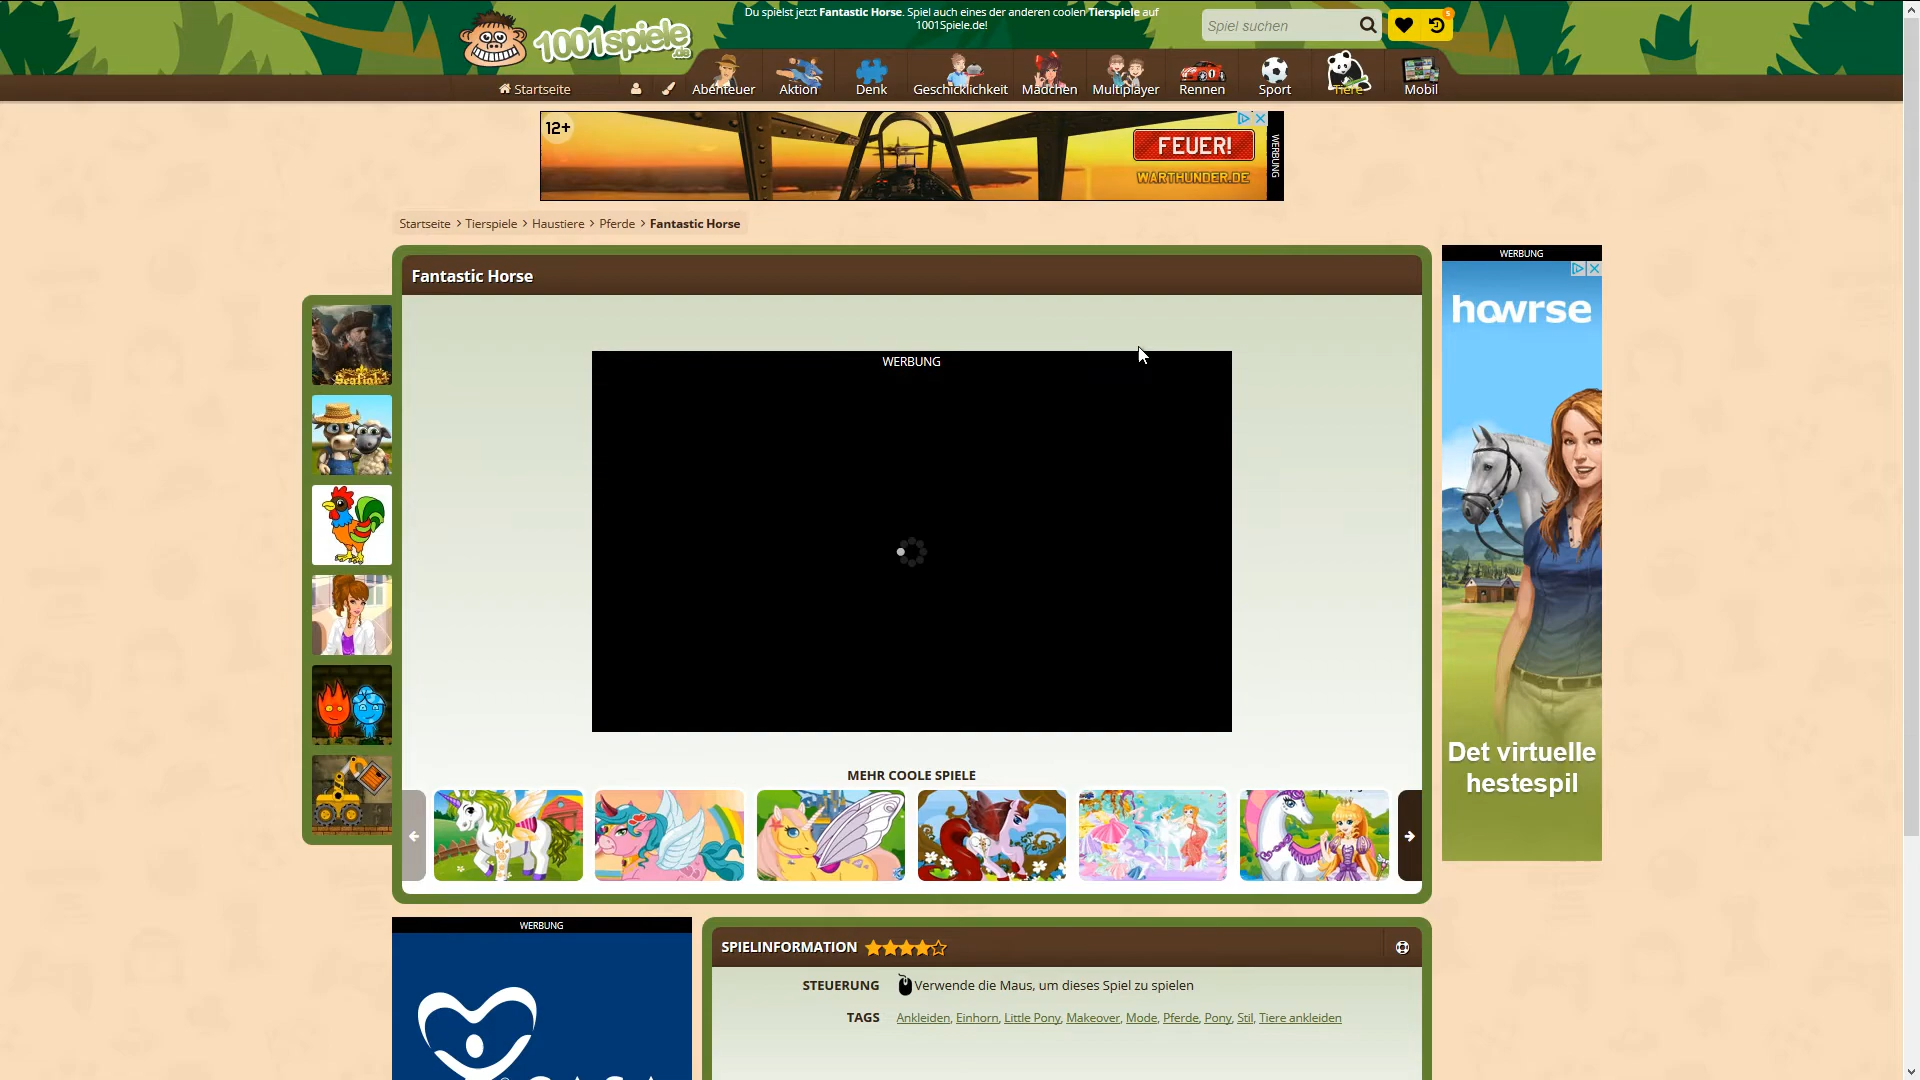 Du spielst jetzt Fantastic Horse. Spiel auch eines der anderen coolen Tierspiele auf
1001Spiele.de!
1001spiele
Spiel suchen
5
Startseite
Abenteuer
Aktion
Denk
Geschicklichkeit
Mädchen
Multiplayer
Rennen
Sport
Tiere
Mobil
12+
FEUER!
WARTHUNDER.DE
WERBUNG
Startseite > Tierspiele > Haustiere > Pferde > Fantastic Horse
Fantastic Horse
WERBUNG
howrse
Det virtuelle
hestespil
Seafight
WERBUNG
MEHR COOLE SPIELE
WERBUNG
SPIELINFORMATION
STEUERUNG Verwende die Maus, um dieses Spiel zu spielen
TAGS Ankleiden, Einhorn, Little Pony, Makeover, Mode, Pferde, Pony, Stil, Tiere ankleiden